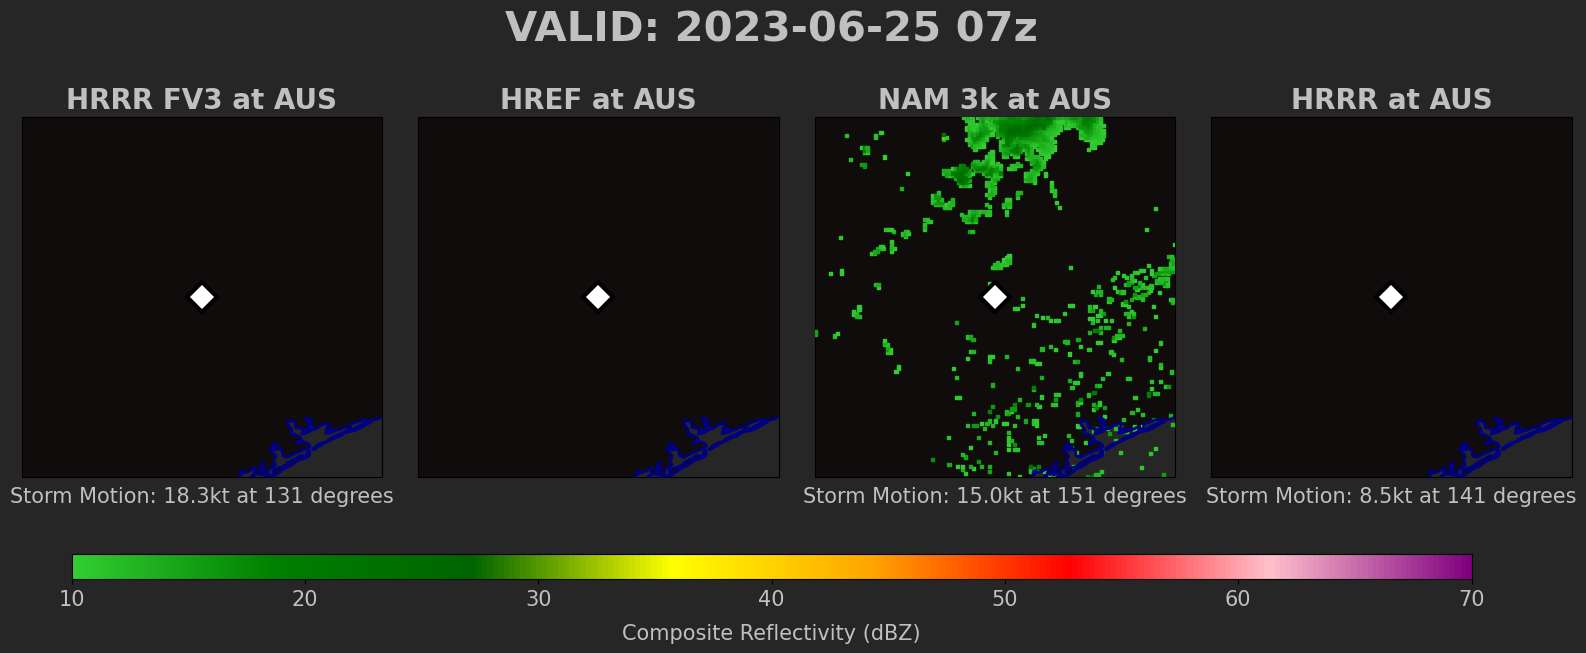 VALID: 2023-06-25 07z
HRRR FV3 at AUS
HREF at AUS
NAM 3k at AUS
HRRR at AUS
Storm Motion: 18.3kt at 131 degrees
Storm Motion: 15.0kt at 151 degrees
Storm Motion: 8.5kt at 141 degrees
10 20 30 40 50 60 70
Composite Reflectivity (dBZ)